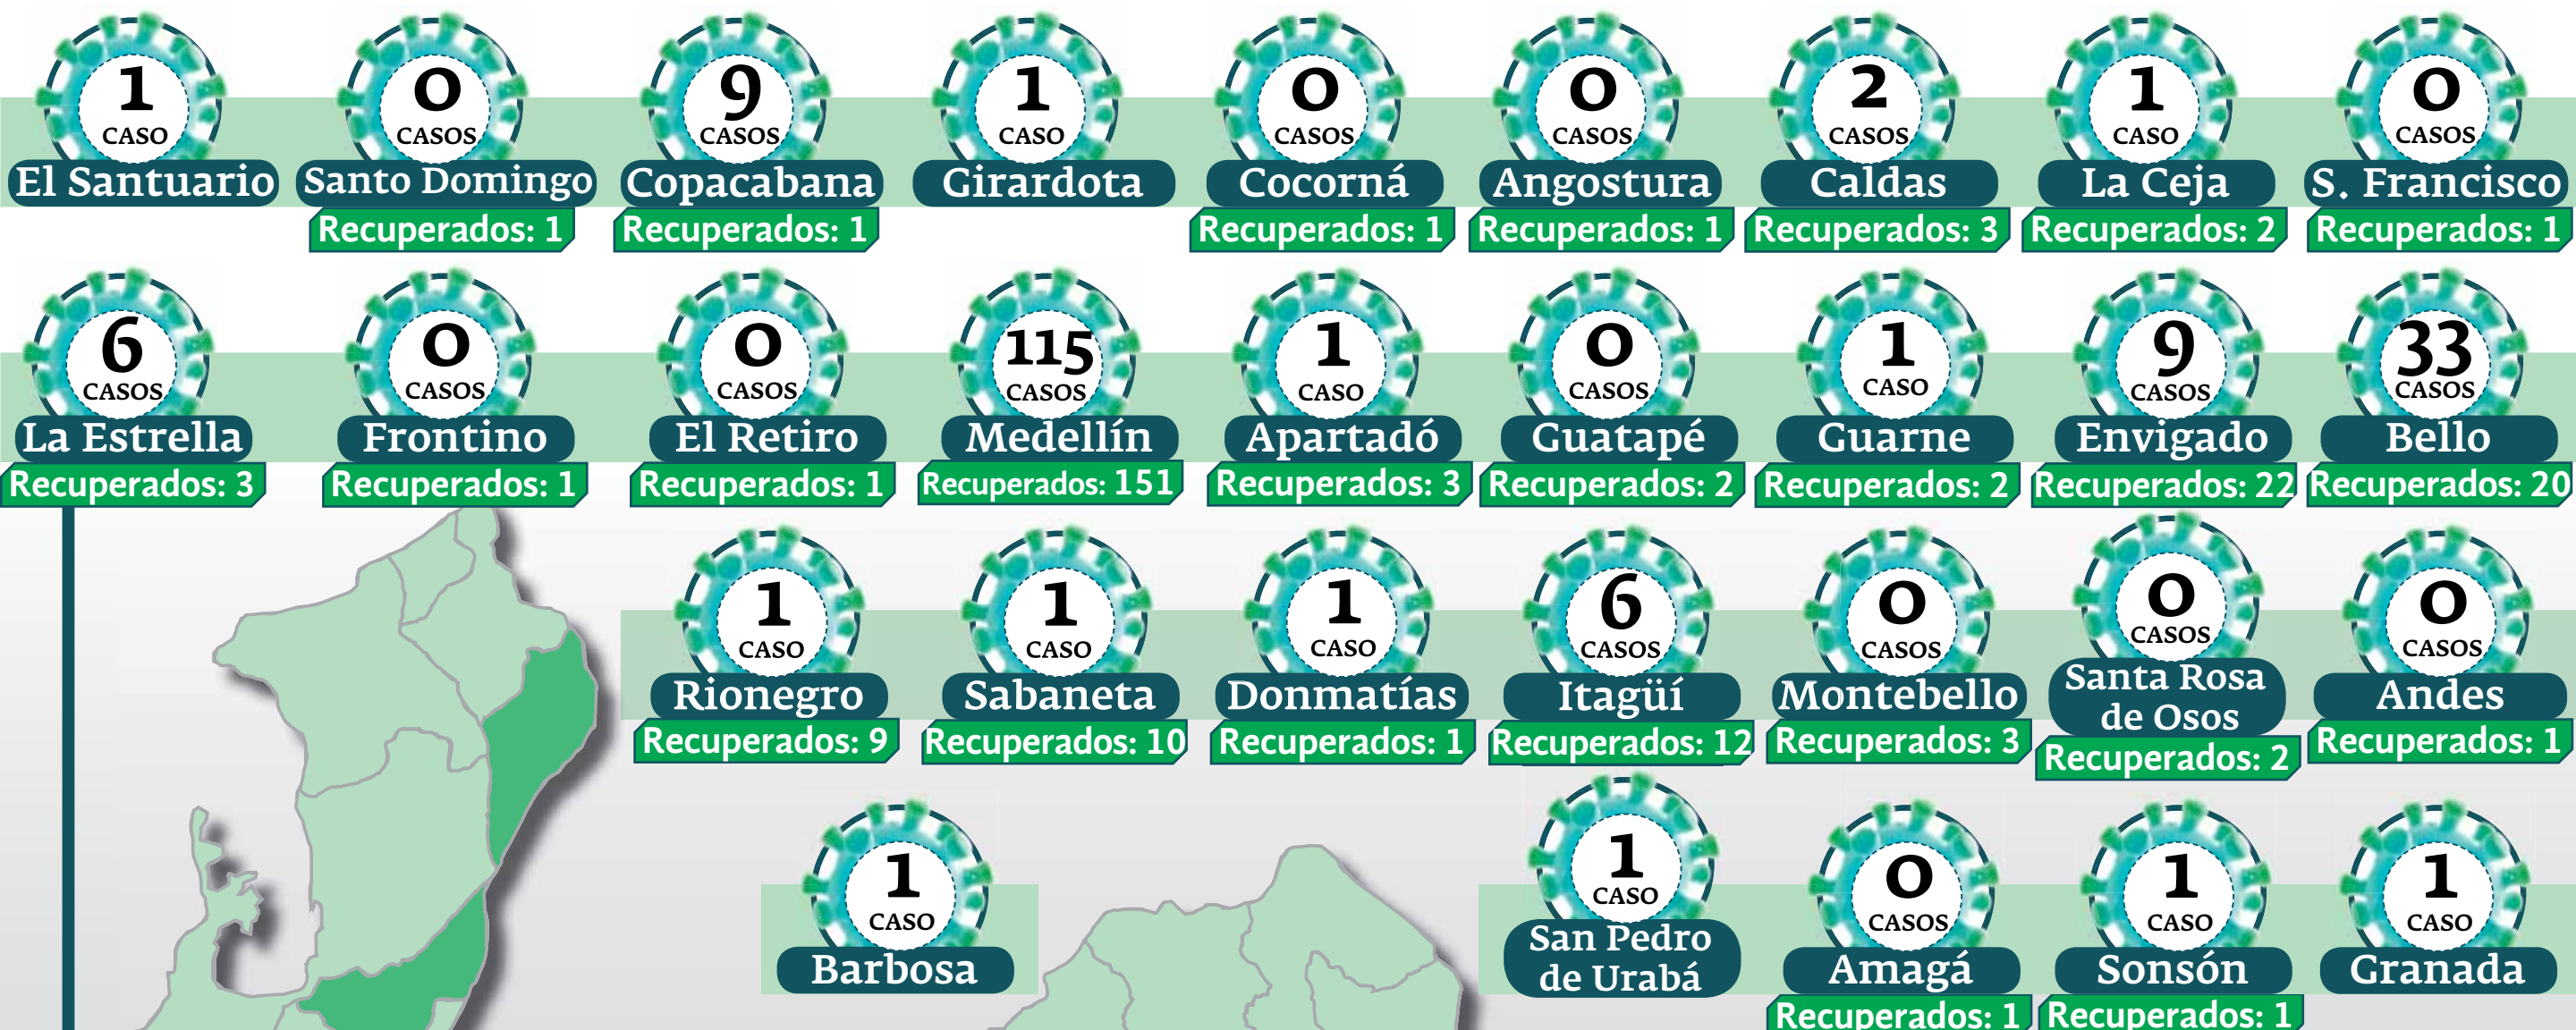 1
CASO
El Santuario
0
CASOS
Santo Domingo
Recuperados: 1
9
CASOS
Copacabana
Recuperados: 1
1
CASO
Girardota
0
CASOS
Cocorná
Recuperados: 1
0
CASOS
Angostura
Recuperados: 1
2
CASOS
Caldas
Recuperados: 3
1
CASO
La Ceja
Recuperados: 2
0
CASOS
S. Francisco
Recuperados: 1
6
CASOS
La Estrella
Recuperados: 3
0
CASOS
Frontino
Recuperados: 1
0
CASOS
El Retiro
Recuperados: 1
115
CASOS
Medellín
Recuperados: 151
1
CASO
Apartadó
Recuperados: 3
0
CASOS
Guatapé
Recuperados: 2
1
CASO
Guarne
Recuperados: 2
9
CASOS
Envigado
Recuperados: 22
33
CASOS
Bello
Recuperados: 20
1
CASO
Rionegro
Recuperados: 9
1
CASO
Sabaneta
Recuperados: 10
1
CASO
Donmatías
Recuperados: 1
6
CASOS
Itagüí
Recuperados: 12
0
CASOS
Montebello
Recuperados: 3
0
CASOS
Santa Rosa
de Osos
Recuperados: 2
0
CASOS
Andes
Recuperados: 1
1
CASO
Barbosa
1
CASO
San Pedro
de Urabá
0
CASOS
Amagá
Recuperados: 1
1
CASO
Sonsón
Recuperados: 1
1
CASO
Granada